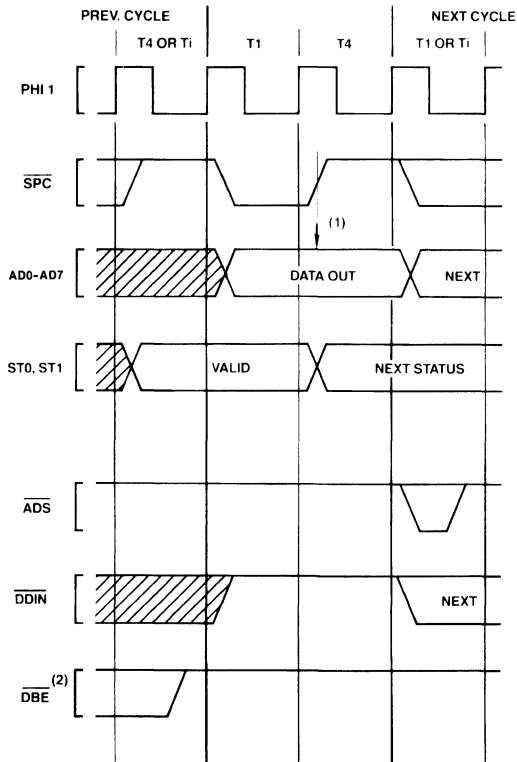 PREV. CYCLE NEXT CYCLE
T4 OR Ti T1 T4 T1 OR Ti
PHI 1
SPC
(1)
AD0-AD7 DATA OUT NEXT
ST0, ST1 VALID NEXT STATUS
ADS
DDIN NEXT
DBE (2)